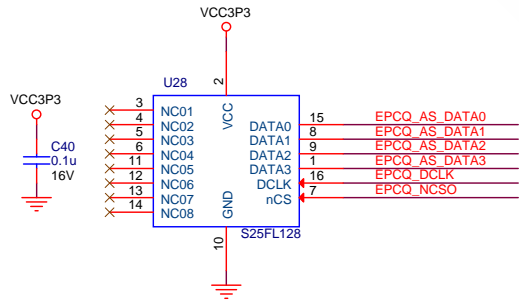 VCC3P3
U28
VCC3P3
2
3 NC01
VCC
4 NC02
15 DATA0 EPCQ_AS_DATA0
5 NC03
8 DATA1 EPCQ_AS_DATA1
6 NC04
9 DATA2 EPCQ_AS_DATA2
11 NC05
1 DATA3 EPCQ_AS_DATA3
12 NC06
16 DCLK EPCQ_DCLK
13 NC07
7 nCS EPCQ_NCSO
14 NC08
GND
C40
0.1u
16V
S25FL128
10